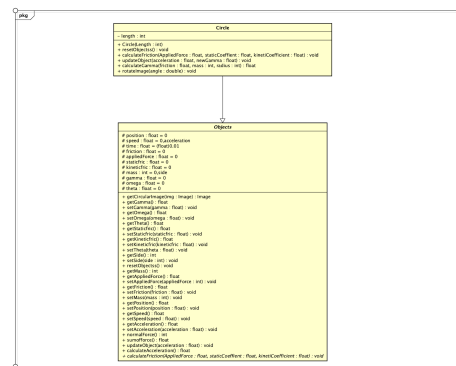 pkg
Circle
- length : int
+ Circle(Length : int)
+ resetObjectss() : void
+ calculateFriction(AppliedForce : float, staticCoeffient : float, kinetiCoefficient : float) : void
+ updateObject(acceleration : float, newGamma : float) : void
+ calculateGamma(friction : float, mass : int, radius : int) : float
+ rotateImage(angle : double) : void
Objects
# position : float = 0
# speed : float = 0,acceleration
# time : float = (float)0.01
# friction : float = 0
# appliedForce : float = 0
# staticfric : float = 0
# kineticfric : float = 0
# mass : int = 0,side
# gamma : float = 0
# omega : float = 0
# theta : float = 0
+ getCircularImage(img : Image) : Image
+ getGamma() : float
+ setGamma(gamma : float) : void
+ getOmega() : float
+ setOmega(omega : float) : void
+ getTheta() : float
+ getStaticfric() : float
+ setStaticfric(staticfric : float) : void
+ getKineticfric() : float
+ setKineticfric(kineticfric : float) : void
+ setTheta(theta : float) : void
+ getSide() : int
+ setSide(side : int) : void
+ resetObjectss() : void
+ getMass() : int
+ getAppliedForce() : float
+ setAppliedForce(appliedForce : int) : void
+ getFriction() : float
+ setFriction(friction : float) : void
+ setMass(mass : int) : void
+ getPosition() : float
+ setPosition(position : float) : void
+ getSpeed() : float
+ setSpeed(speed : float) : void
+ getAcceleration() : float
+ setAcceleration(acceleration : float) : void
+ normalForce() : int
+ sumofForce() : float
+ updateObject(acceleration : float) : void
+ calculateAcceleration() : float
+ calculateFriction(AppliedForce : float, staticCoeffient : float, kinetiCoefficient : float) : void